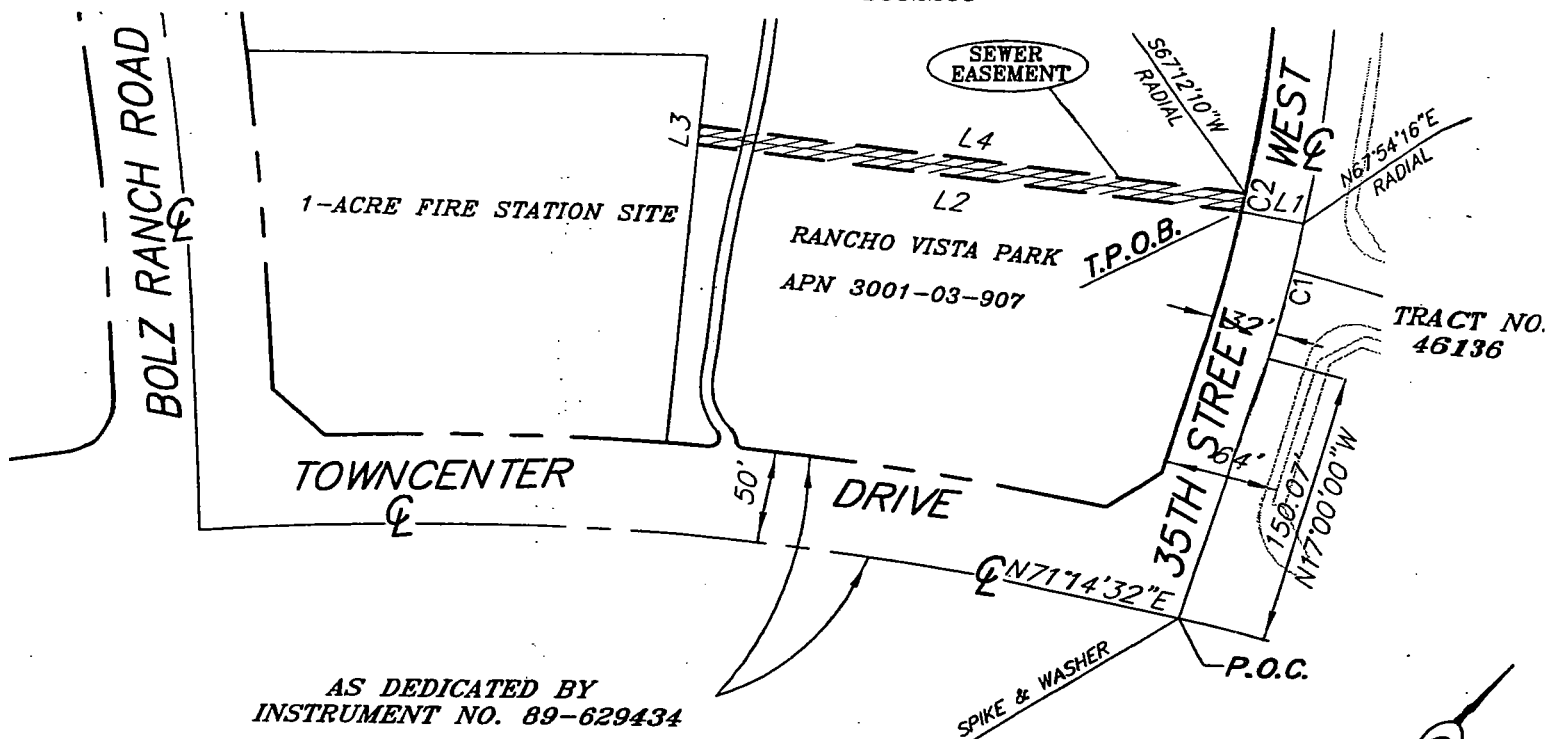 BOLZ RANCH ROAD
℄
SEWER
EASEMENT
S67°12'10"W
RADIAL
WEST
℄
N67°54'16"E
RADIAL
L3
L4
L2
C2
L1
1-ACRE FIRE STATION SITE
RANCHO VISTA PARK
APN 3001-03-907
T.P.O.B.
C1
32'
TRACT NO.
46136
35TH STREET
64'
150.07'
N17°00'00"W
TOWNCENTER
DRIVE
50'
℄
℄ N71°14'32"E
P.O.C.
SPIKE & WASHER
AS DEDICATED BY
INSTRUMENT NO. 89-629434